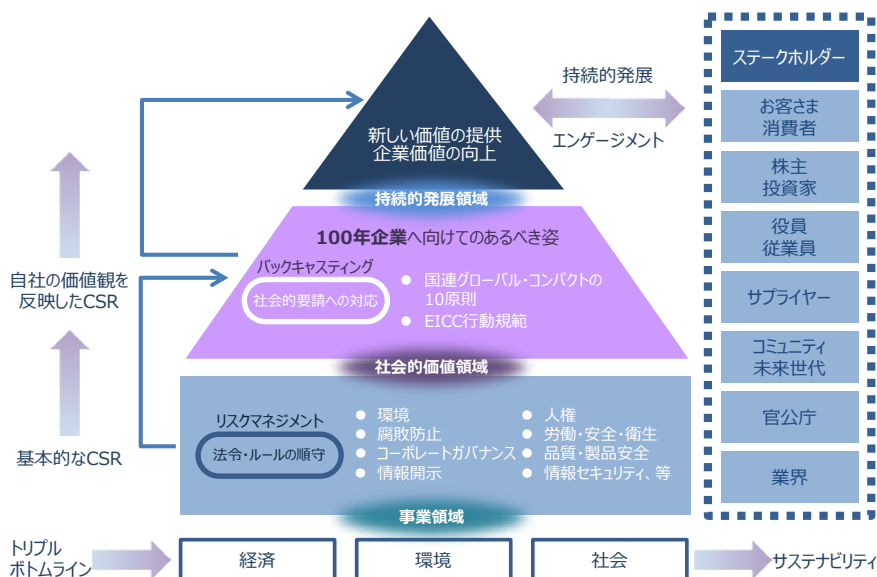 新しい価値の提供
企業価値の向上
持続的発展領域
100年企業へ向けてのあるべき姿
バックキャスティング
社会的要請への対応
● 国連グローバル・コンパクトの
10原則
● EICC行動規範
社会的価値領域
リスクマネジメント
法令・ルールの順守
● 環境
● 腐敗防止
● コーポレートガバナンス
● 情報開示
● 人権
● 労働・安全・衛生
● 品質・製品安全
● 情報セキュリティ、等
事業領域
自社の価値観を
反映したCSR
基本的なCSR
持続的発展
エンゲージメント
ステークホルダー
お客さま
消費者
株主
投資家
役員
従業員
サプライヤー
コミュニティ
未来世代
官公庁
業界
トリプル
ボトムライン
経済
環境
社会
サステナビリティ